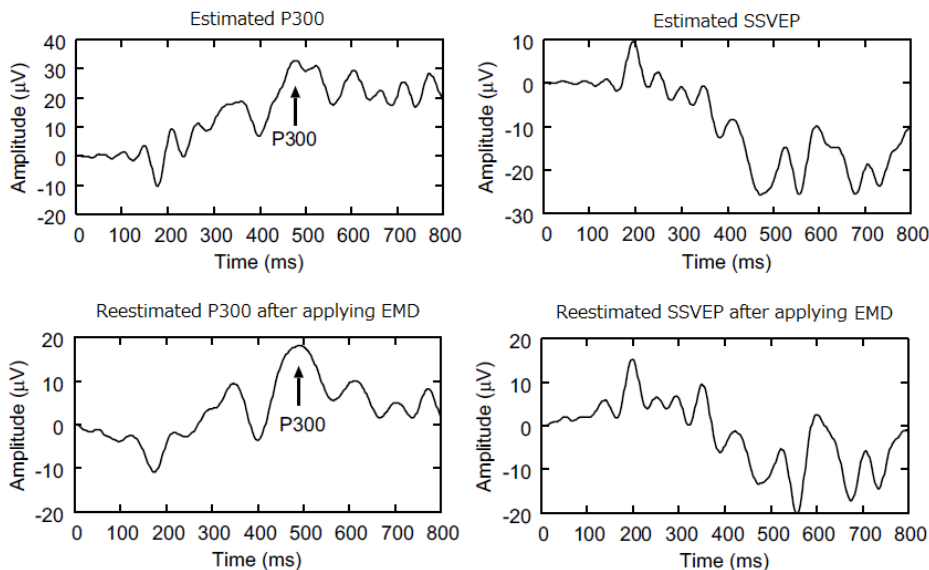 Estimated P300
40
30
20
10
0
-10
-20
Amplitude (μV)
P300
0 100 200 300 400 500 600 700 800
Time (ms)
Estimated SSVEP
10
0
-10
-20
-30
Amplitude (μV)
0 100 200 300 400 500 600 700 800
Time (ms)
Reestimated P300 after applying EMD
20
10
0
-10
-20
Amplitude (μV)
P300
0 100 200 300 400 500 600 700 800
Time (ms)
Reestimated SSVEP after applying EMD
20
10
0
-10
-20
Amplitude (μV)
0 100 200 300 400 500 600 700 800
Time (ms)